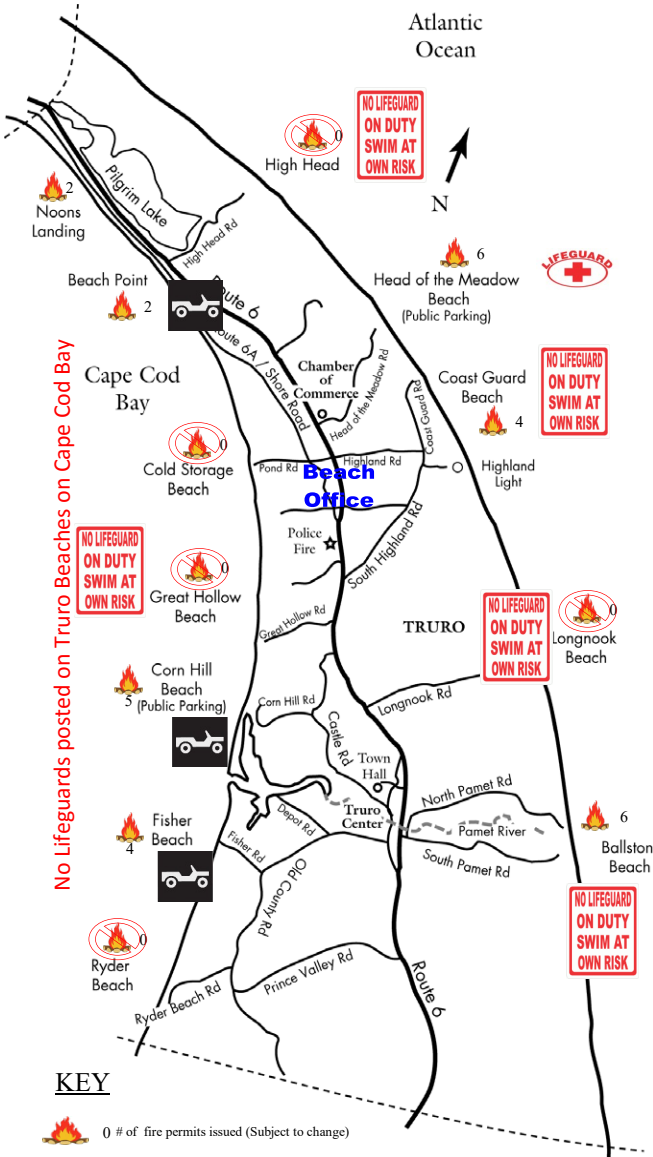 Atlantic
Ocean
NO LIFEGUARD
ON DUTY
SWIM AT
OWN RISK
0
High Head
N
Pilgrim Lake
2
Noons
Landing
High Head Rd
6
LIFEGUARD
Head of the Meadow
Beach
(Public Parking)
Beach Point
2
Route 6
Route 6A / Shore Road
Cape Cod
Bay
Chamber
of
Commerce
Head of the Meadow Rd
Coast Guard Rd
Coast Guard
Beach
4
NO LIFEGUARD
ON DUTY
SWIM AT
OWN RISK
0
Cold Storage
Beach
Pond Rd
Highland Rd
Highland
Light
Beach
Office
Police
Fire
South Highland Rd
No Lifeguards posted on Truro Beaches on Cape Cod Bay
NO LIFEGUARD
ON DUTY
SWIM AT
OWN RISK
0
Great Hollow
Beach
Great Hollow Rd
TRURO
NO LIFEGUARD
ON DUTY
SWIM AT
OWN RISK
0
Longnook
Beach
Corn Hill
Beach
(Public Parking)
5
Corn Hill Rd
Longnook Rd
Castle Rd
Town
Hall
North Pamet Rd
Truro
Center
Pamet River
South Pamet Rd
6
Ballston
Beach
Depot Rd
Fisher
Beach
4
Fisher Rd
Old County Rd
NO LIFEGUARD
ON DUTY
SWIM AT
OWN RISK
0
Ryder
Beach
Ryder Beach Rd
Prince Valley Rd
Route 6
KEY
0 # of fire permits issued (Subject to change)